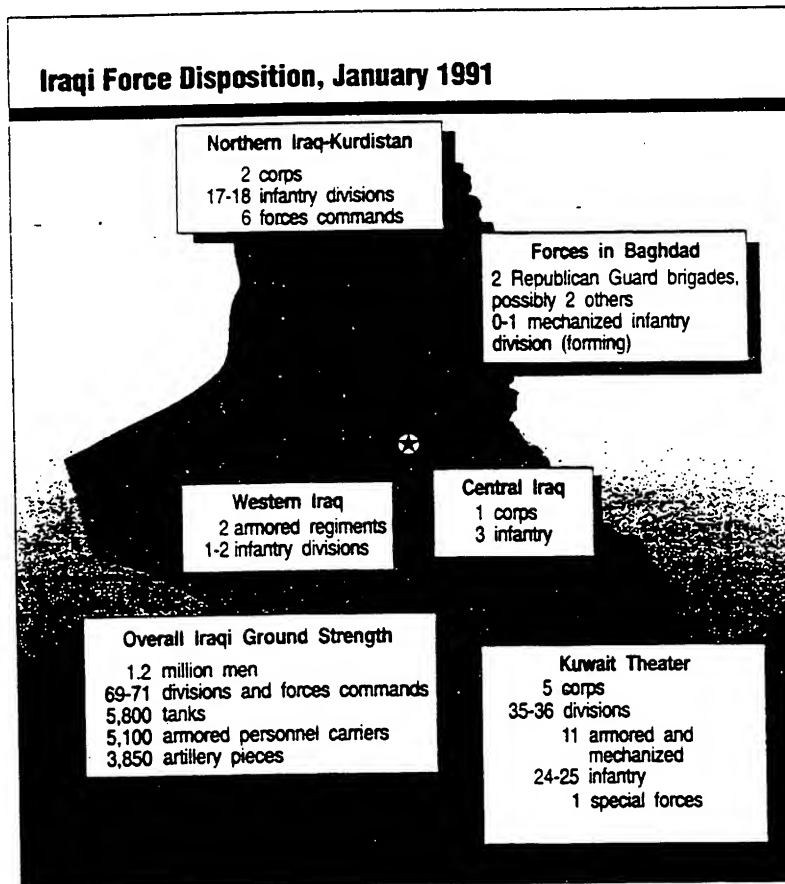 Iraqi Force Disposition, January 1991
Northern Iraq-Kurdistan
2 corps
17-18 infantry divisions
6 forces commands
Forces in Baghdad
2 Republican Guard brigades,
possibly 2 others
0-1 mechanized infantry
division (forming)
Western Iraq
2 armored regiments
1-2 infantry divisions
Central Iraq
1 corps
3 infantry
Overall Iraqi Ground Strength
1.2 million men
69-71 divisions and forces commands
5,800 tanks
5,100 armored personnel carriers
3,850 artillery pieces
Kuwait Theater
5 corps
35-36 divisions
11 armored and
mechanized
24-25 infantry
1 special forces